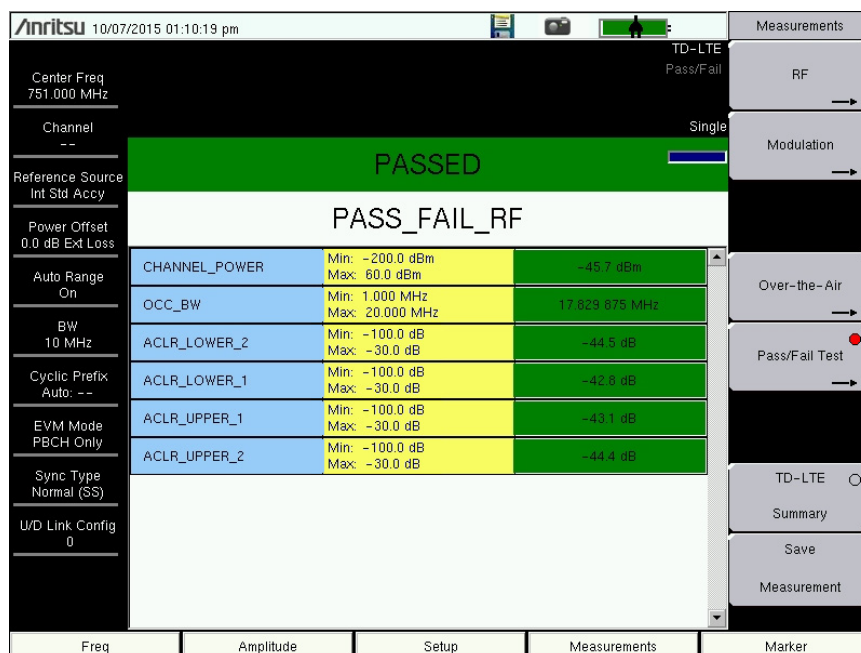 Anritsu 10/07/2015 01:10:19 pm
Measurements
TD-LTE
Pass/Fail
Center Freq
751.000 MHz
RF
Channel
--
Single
Modulation
Reference Source
Int Std Accy
PASSED
Power Offset
0.0 dB Ext Loss
PASS_FAIL_RF
Auto Range
On
CHANNEL_POWER
Min: -200.0 dBm
Max: 60.0 dBm
-45.7 dBm
Over-the-Air
BW
10 MHz
OCC_BW
Min: 1.000 MHz
Max: 20.000 MHz
17.829 875 MHz
ACLR_LOWER_2
Min: -100.0 dB
Max: -30.0 dB
-44.5 dB
Pass/Fail Test
Cyclic Prefix
Auto: --
ACLR_LOWER_1
Min: -100.0 dB
Max: -30.0 dB
-42.8 dB
EVM Mode
PBCH Only
ACLR_UPPER_1
Min: -100.0 dB
Max: -30.0 dB
-43.1 dB
ACLR_UPPER_2
Min: -100.0 dB
Max: -30.0 dB
-44.4 dB
Sync Type
Normal (SS)
TD-LTE
Summary
U/D Link Config
0
Save
Measurement
Freq
Amplitude
Setup
Measurements
Marker